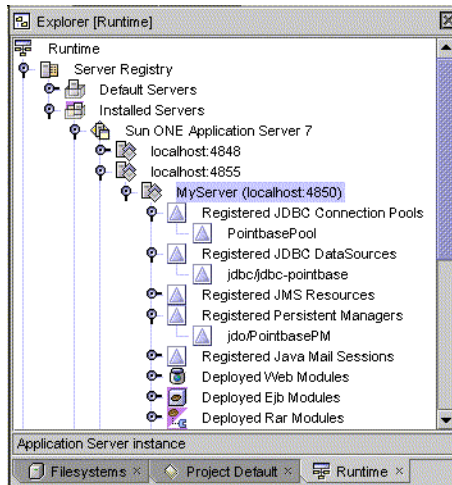 Explorer [Runtime]
Runtime
Server Registry
Default Servers
Installed Servers
Sun ONE Application Server 7
localhost:4848
localhost:4855
MyServer (localhost:4850)
Registered JDBC Connection Pools
PointbasePool
Registered JDBC DataSources
jdbc/jdbc-pointbase
Registered JMS Resources
Registered Persistent Managers
jdo/PointbasePM
Registered Java Mail Sessions
Deployed Web Modules
Deployed Ejb Modules
Deployed Rar Modules
Application Server instance
Filesystems × Project Default × Runtime ×